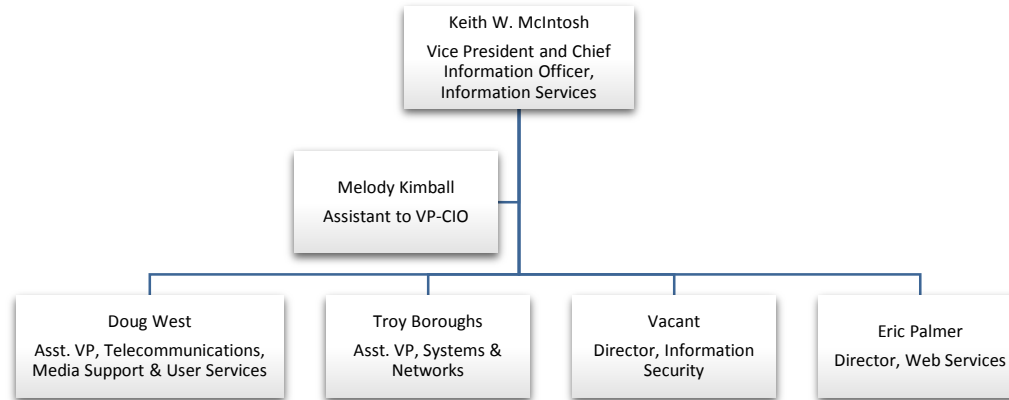 Keith W. McIntosh
Vice President and Chief
Information Officer,
Information Services
Melody Kimball
Assistant to VP-CIO
Doug West
Asst. VP, Telecommunications,
Media Support & User Services
Troy Boroughs
Asst. VP, Systems &
Networks
Vacant
Director, Information
Security
Eric Palmer
Director, Web Services